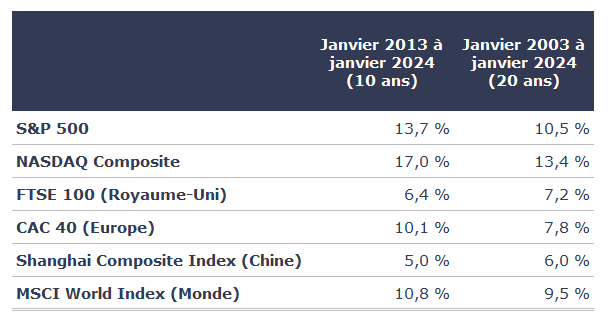 Janvier 2013 à janvier 2024 (10 ans) Janvier 2003 à janvier 2024 (20 ans)
S&P 500 13,7 % 10,5 %
NASDAQ Composite 17,0 % 13,4 %
FTSE 100 (Royaume-Uni) 6,4 % 7,2 %
CAC 40 (Europe) 10,1 % 7,8 %
Shanghai Composite Index (Chine) 5,0 % 6,0 %
MSCI World Index (Monde) 10,8 % 9,5 %